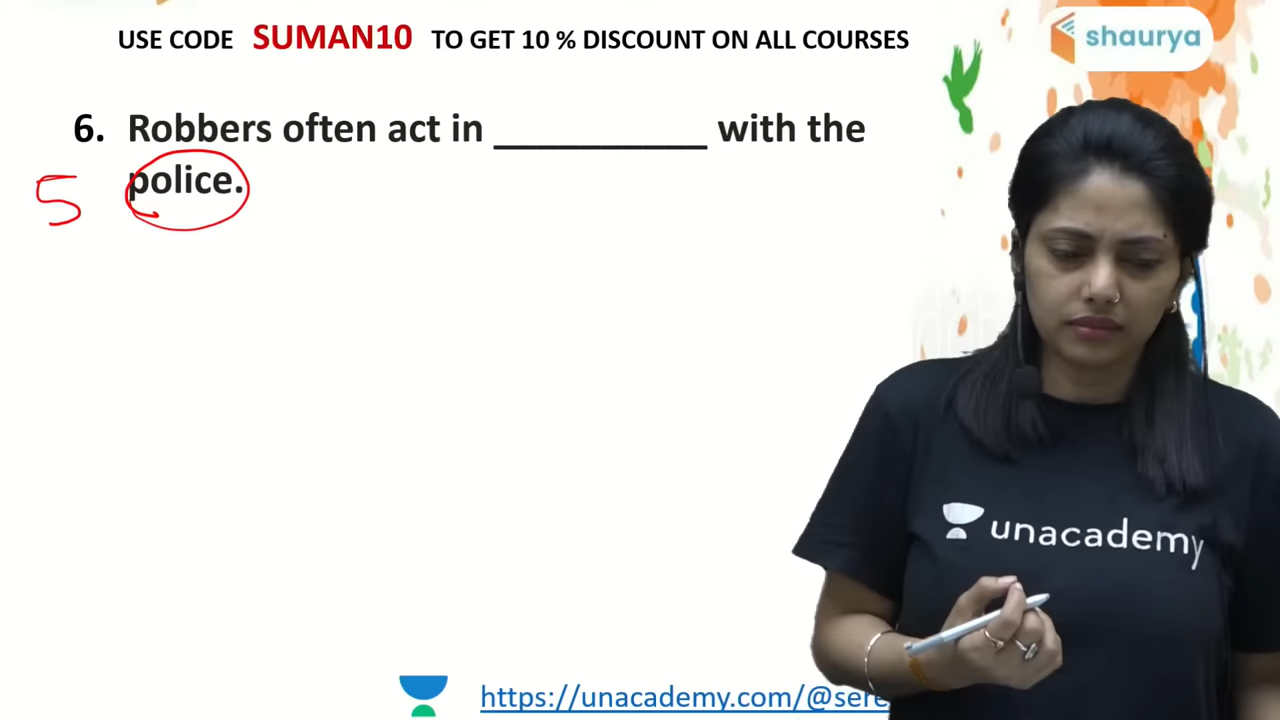 USE CODE SUMAN10 TO GET 10 % DISCOUNT ON ALL COURSES
shaurya
6. Robbers often act in __________ with the
police.
5
unacademy
https://unacademy.com/@sere